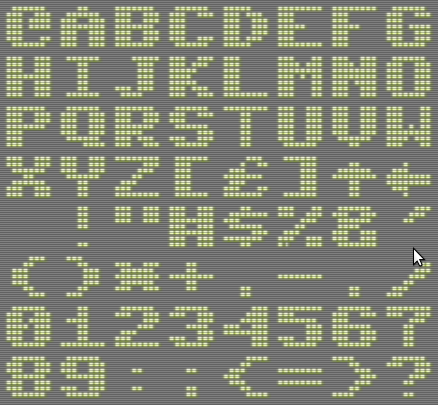 @ABCDEFG
HIJKLMNO
PQRSTUVW
XYZ[£]↑←
!"#$%&'
()*+,-./
01234567
89:;<=>?